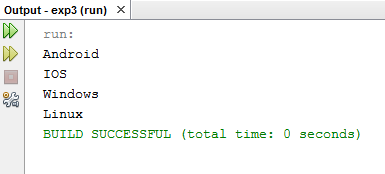 Output - exp3 (run) ×
run:
Android
IOS
Windows
Linux
BUILD SUCCESSFUL (total time: 0 seconds)